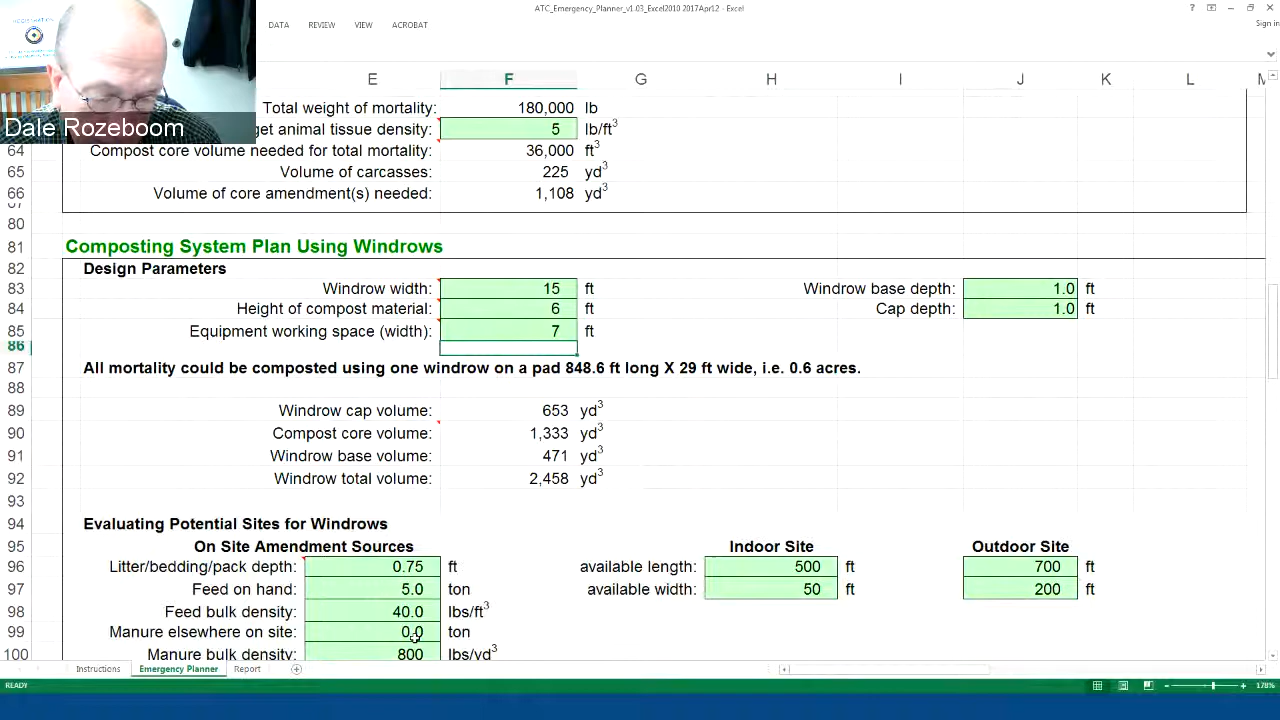 ATC_Emergency_Planner_v1.03_Excel2010 2017Apr12 - Excel
DATA REVIEW VIEW ACROBAT Sign in
Dale Rozeboom
E F G H I J K L M
Total weight of mortality: 180,000 lb
get animal tissue density: 5 lb/ft3
64 Compost core volume needed for total mortality: 36,000 ft3
65 Volume of carcasses: 225 yd3
66 Volume of core amendment(s) needed: 1,108 yd3
67
80
81 Composting System Plan Using Windrows
82 Design Parameters
83 Windrow width: 15 ft Windrow base depth: 1.0 ft
84 Height of compost material: 6 ft Cap depth: 1.0 ft
85 Equipment working space (width): 7 ft
86
87 All mortality could be composted using one windrow on a pad 848.6 ft long X 29 ft wide, i.e. 0.6 acres.
88
89 Windrow cap volume: 653 yd3
90 Compost core volume: 1,333 yd3
91 Windrow base volume: 471 yd3
92 Windrow total volume: 2,458 yd3
93
94 Evaluating Potential Sites for Windrows
95 On Site Amendment Sources Indoor Site Outdoor Site
96 Litter/bedding/pack depth: 0.75 ft available length: 500 ft 700 ft
97 Feed on hand: 5.0 ton available width: 50 ft 200 ft
98 Feed bulk density: 40.0 lbs/ft3
99 Manure elsewhere on site: 0.0 ton
100 Manure bulk density: 800 lbs/yd3
Instructions Emergency Planner Report
READY 178%